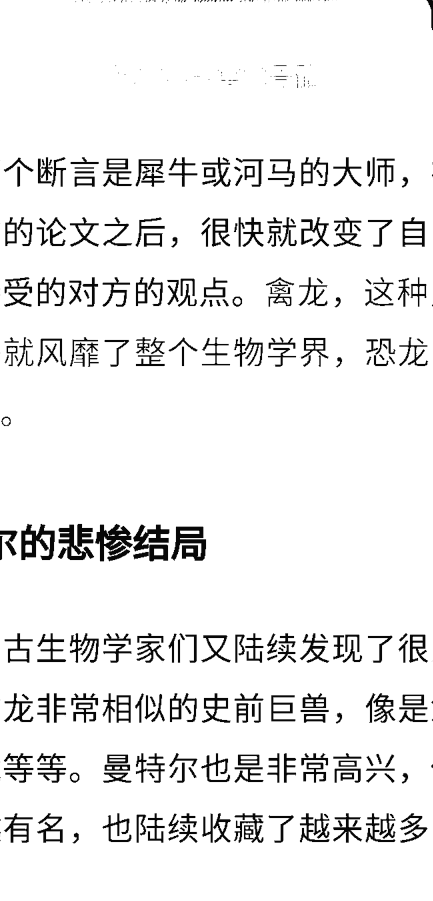 个断言是犀牛或河马的大师，
的论文之后，很快就改变了自
受的对方的观点。禽龙，这种
就风靡了整个生物学界，恐龙
。
尔的悲惨结局
古生物学家们又陆续发现了很
龙非常相似的史前巨兽，像是
等等。曼特尔也是非常高兴，
有名，也陆续收藏了越来越多